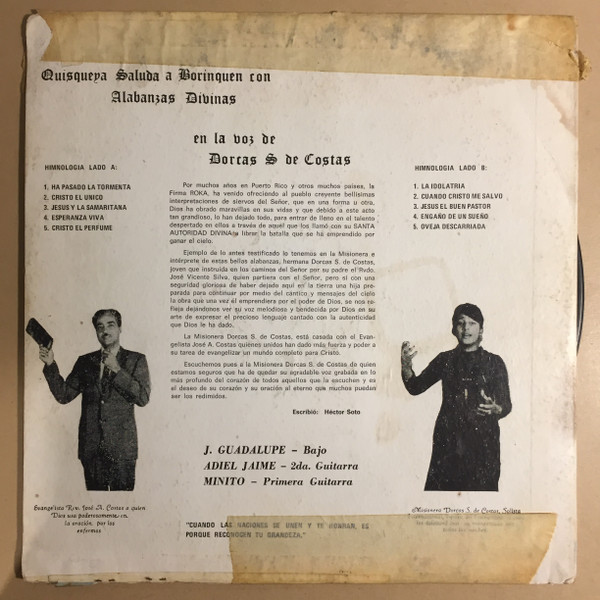 Quisqueya Saluda a Borinquen con
Alabanzas Divinas
en la voz de
Dorcas S de Costas
HIMNOLOGIA LADO A:
1. HA PASADO LA TORMENTA
2. CRISTO EL UNICO
3. JESUS Y LA SAMARITANA
4. ESPERANZA VIVA
5. CRISTO EL PERFUME
HIMNOLOGIA LADO B:
1. LA IDOLATRIA
2. CUANDO CRISTO ME SALVO
3. JESUS EL BUEN PASTOR
4. ENGAÑO DE UN SUEÑO
5. OVEJA DESCARRIADA
Por muchos años en Puerto Rico y otros muchos países, la
Firma ROKA, ha venido ofreciendo al pueblo creyente bellísimas
interpretaciones de siervos del Señor, que en una forma u otra,
Dios ha obrado maravillas en sus vidas y que debido a este acto
tan grandioso, lo han dejado todo, para entrar de lleno en el talento
despertado en ellos a través de aquél que los llamó con su SANTA
AUTORIDAD DIVINA a librar la batalla que se há emprendido por
ganar el cielo.
Ejemplo de lo antes testificado lo tenemos en la Misionera e
intérprete de estas bellas alabanzas, hermana Dorcas S. de Costas,
joven que instruída en los caminos del Señor por su padre el Rvdo.
José Vicente Silva, quien partiera con el Señor, pero sí con una
seguridad gloriosa de haber dejado aquí en la tierra una hija pre-
parada para continuar por medio del cántico y mensajes del cielo
la obra que una vez él emprendiera por el poder de Dios, se nos re-
fleja dejándonos ver su voz melodiosa y bendecida por Dios en su
arte de expresar el precioso lenguaje cantado con la autenticidad
que Dios le ha dado.
La Misionera Dorcas S. de Costas, está casada con el Evan-
gelista José A. Costas quiénes unidos han dado más fuerza y poder a
su tarea de evangelizar un mundo completo para Cristo.
Escuchemos pues a la Misionera Dorcas S. de Costas de quien
estamos seguros que ha de quedar su agradable voz grabada en lo
más profundo del corazón de todos aquellos que la escuchen y es
el deseo de su corazón y su oración al eterno que muchos puedan
ser los redimidos.
Escribió: Héctor Soto
J. GUADALUPE – Bajo
ADIEL JAIME – 2da. Guitarra
MINITO – Primera Guitarra
Evangelista Rev. José A. Costas a quien
Dios usa poderosamente en
la oración por los
enfermos
Misionera Dorcas S. de Costas, Solista
"CUANDO LAS NACIONES SE UNEN Y TE HONRAN, ES
PORQUE RECONOCEN TU GRANDEZA."